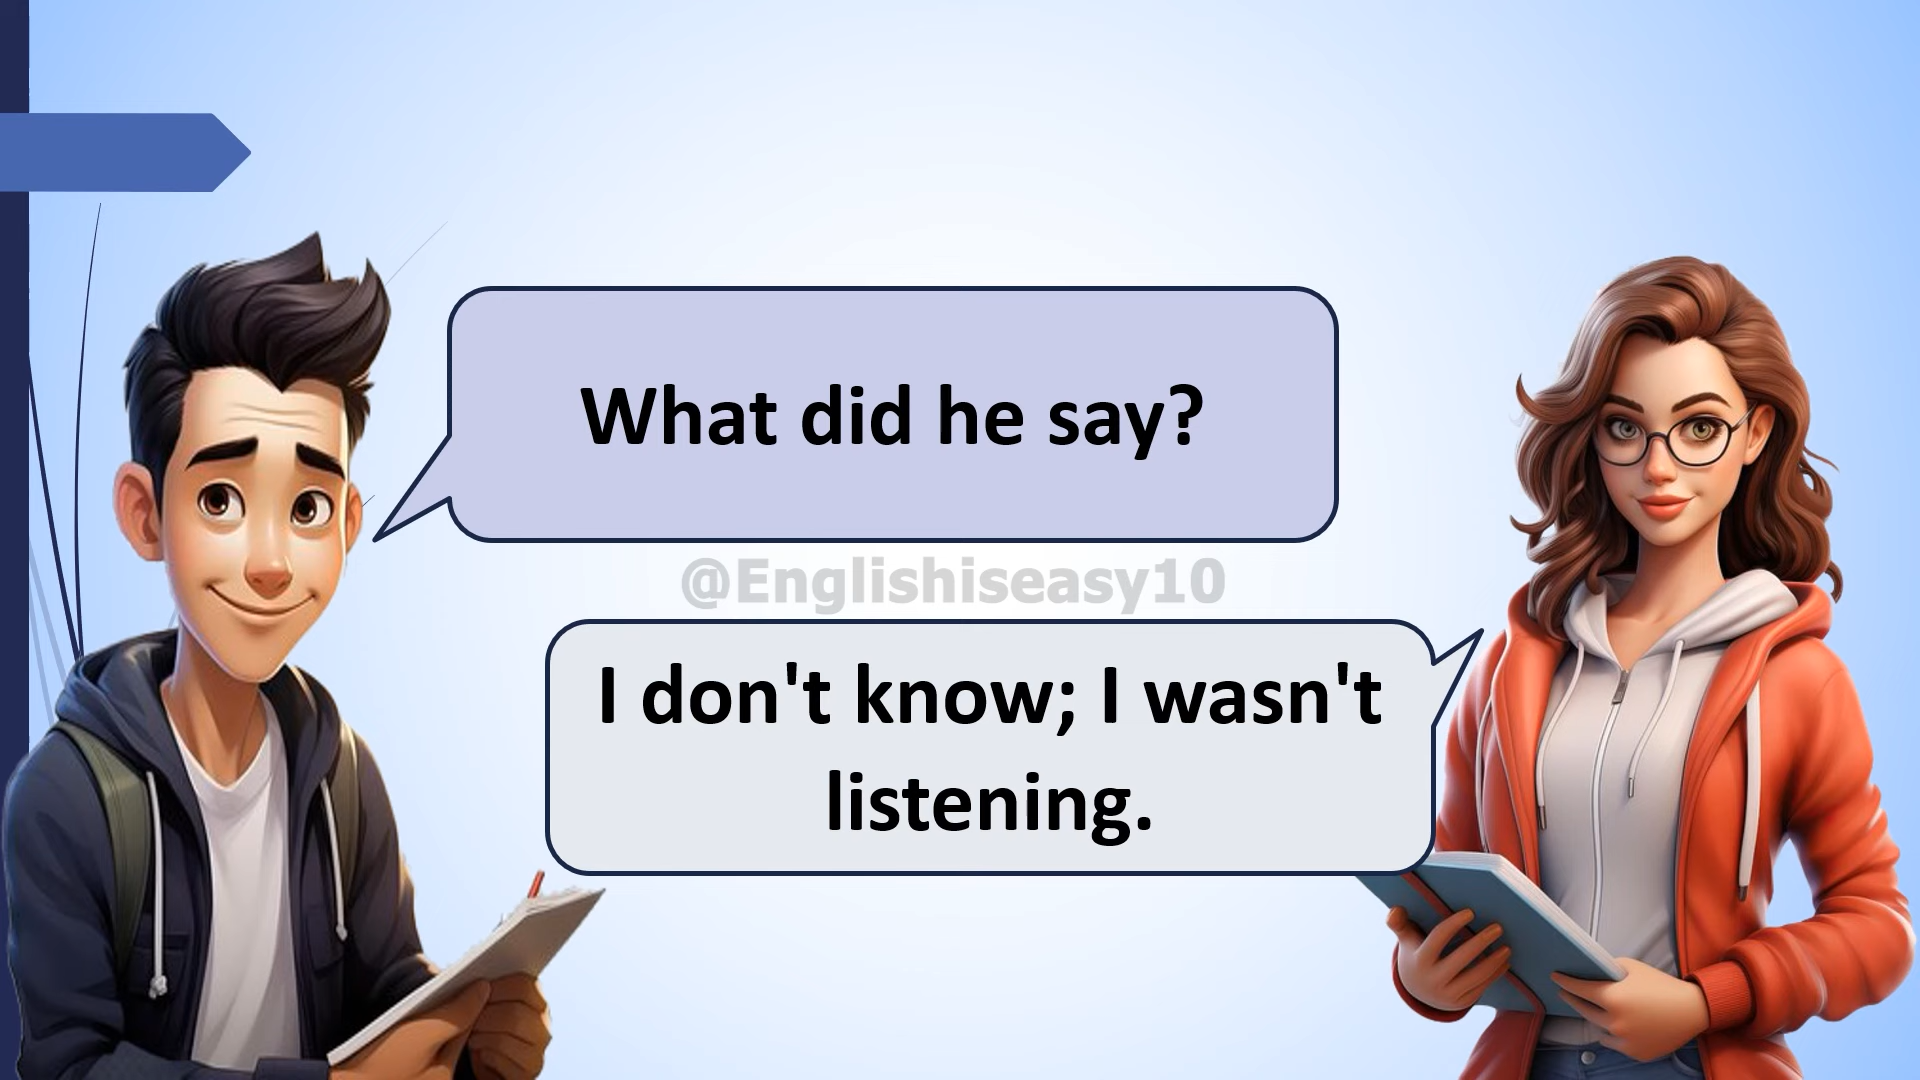 What did he say?
@Englishiseasy10
I don't know; I wasn't
listening.